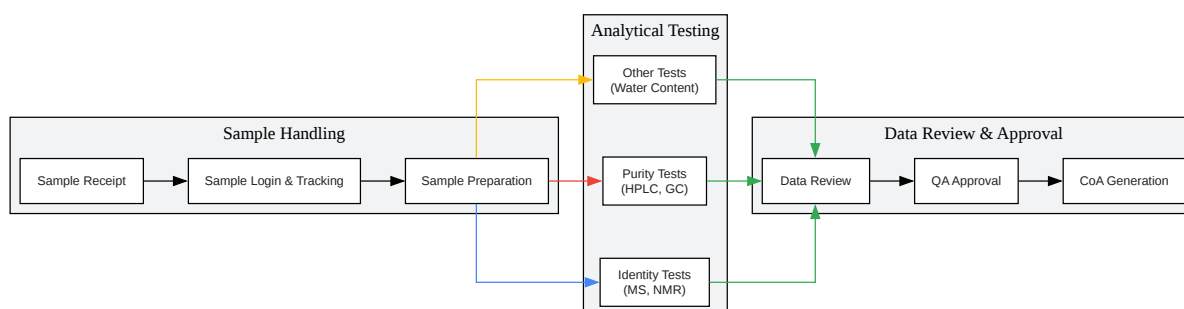 Analytical Testing
Other Tests
(Water Content)
Sample Handling
Data Review & Approval
Sample Receipt
Sample Login & Tracking
Sample Preparation
Purity Tests
(HPLC, GC)
Data Review
QA Approval
CoA Generation
Identity Tests
(MS, NMR)